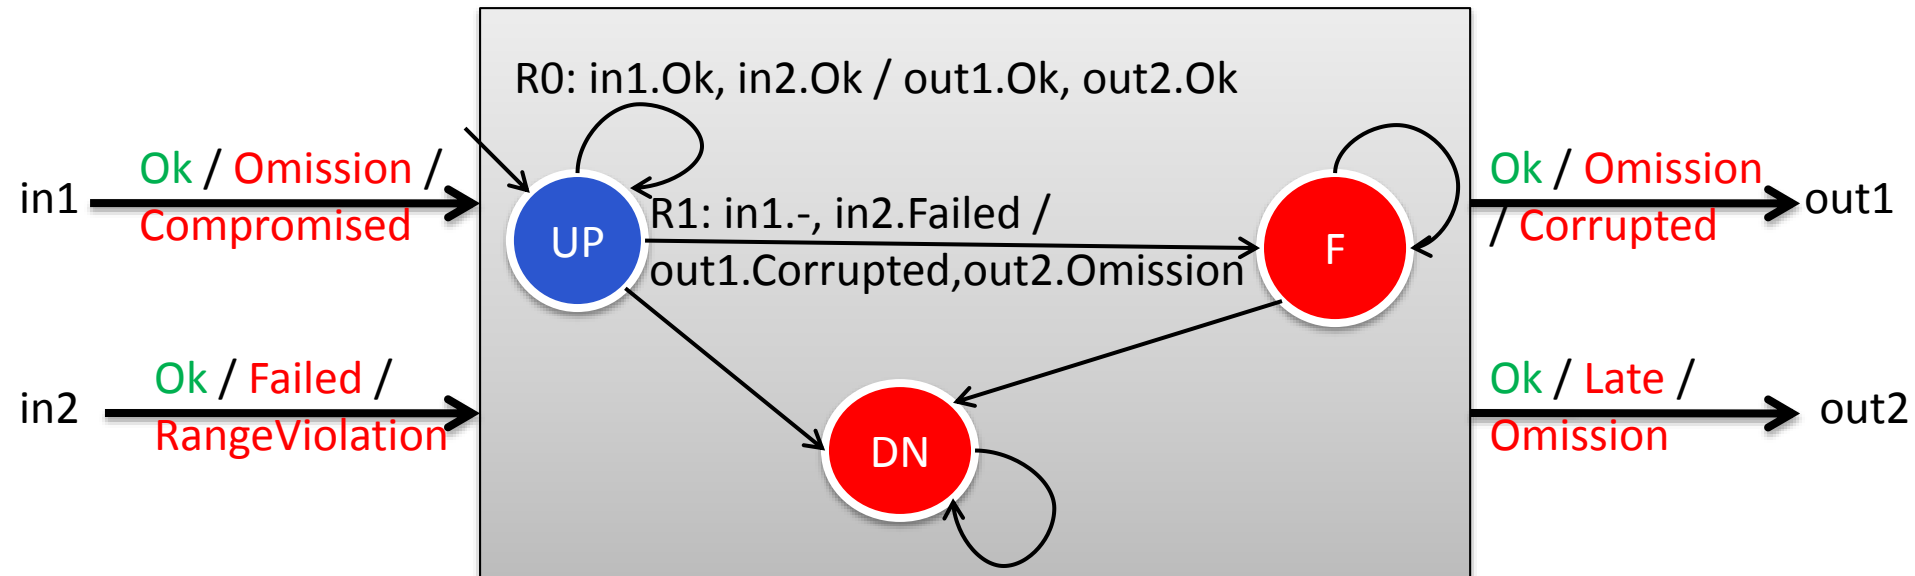 R0: in1.Ok, in2.Ok / out1.Ok, out2.Ok
in1
Ok / Omission /
Compromised
UP
R1: in1.-, in2.Failed /
out1.Corrupted,out2.Omission
F
Ok / Omission
/ Corrupted
out1
in2
Ok / Failed /
RangeViolation
DN
Ok / Late /
Omission
out2